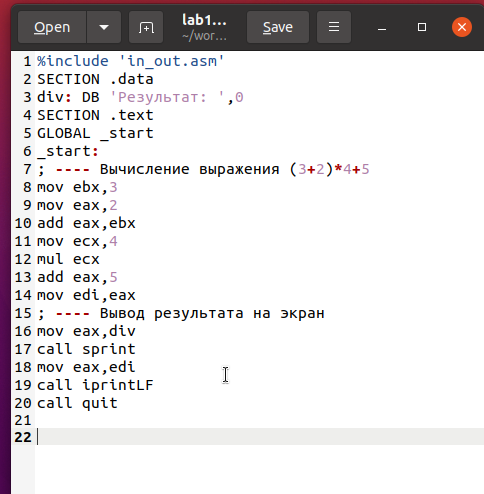 Open
lab1...
~/wor...
Save
1 %include 'in_out.asm'
2 SECTION .data
3 div: DB 'Результат: ',0
4 SECTION .text
5 GLOBAL _start
6 _start:
7 ; ---- Вычисление выражения (3+2)*4+5
8 mov ebx,3
9 mov eax,2
10 add eax,ebx
11 mov ecx,4
12 mul ecx
13 add eax,5
14 mov edi,eax
15 ; ---- Вывод результата на экран
16 mov eax,div
17 call sprint
18 mov eax,edi
19 call iprintLF
20 call quit
21
22